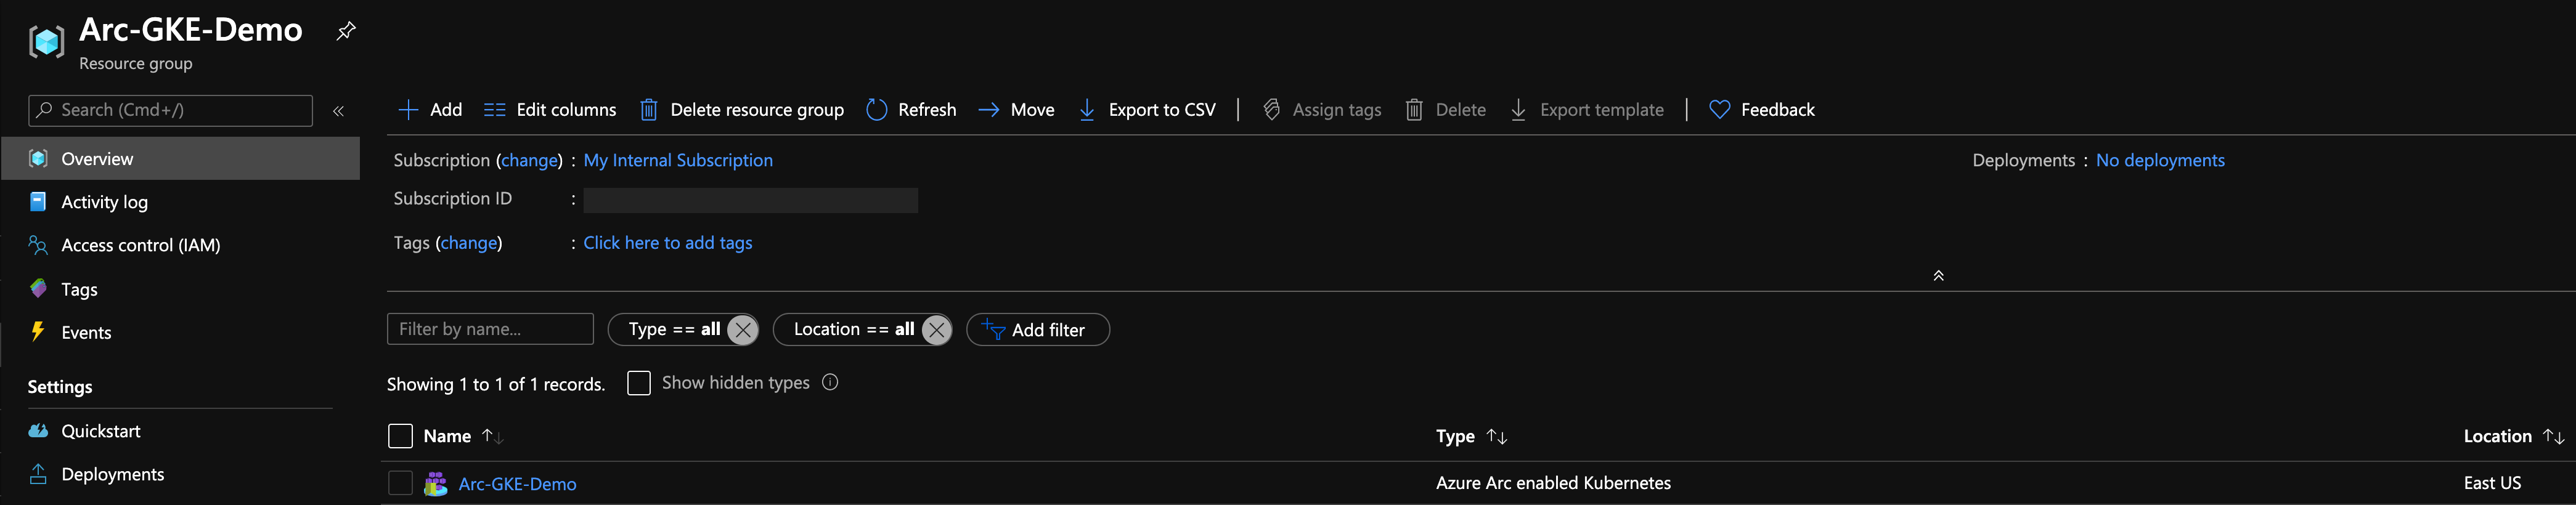 Arc-GKE-Demo
Resource group
Search (Cmd+/)
«
Overview
Activity log
Access control (IAM)
Tags
Events
Settings
Quickstart
Deployments
Add Edit columns Delete resource group Refresh Move Export to CSV | Assign tags Delete Export template | Feedback
Subscription (change) : My Internal Subscription Deployments : No deployments
Subscription ID :
Tags (change) : Click here to add tags
Filter by name... Type == all Location == all Add filter
Showing 1 to 1 of 1 records. Show hidden types
Name ↑↓ Type ↑↓ Location ↑↓
Arc-GKE-Demo Azure Arc enabled Kubernetes East US